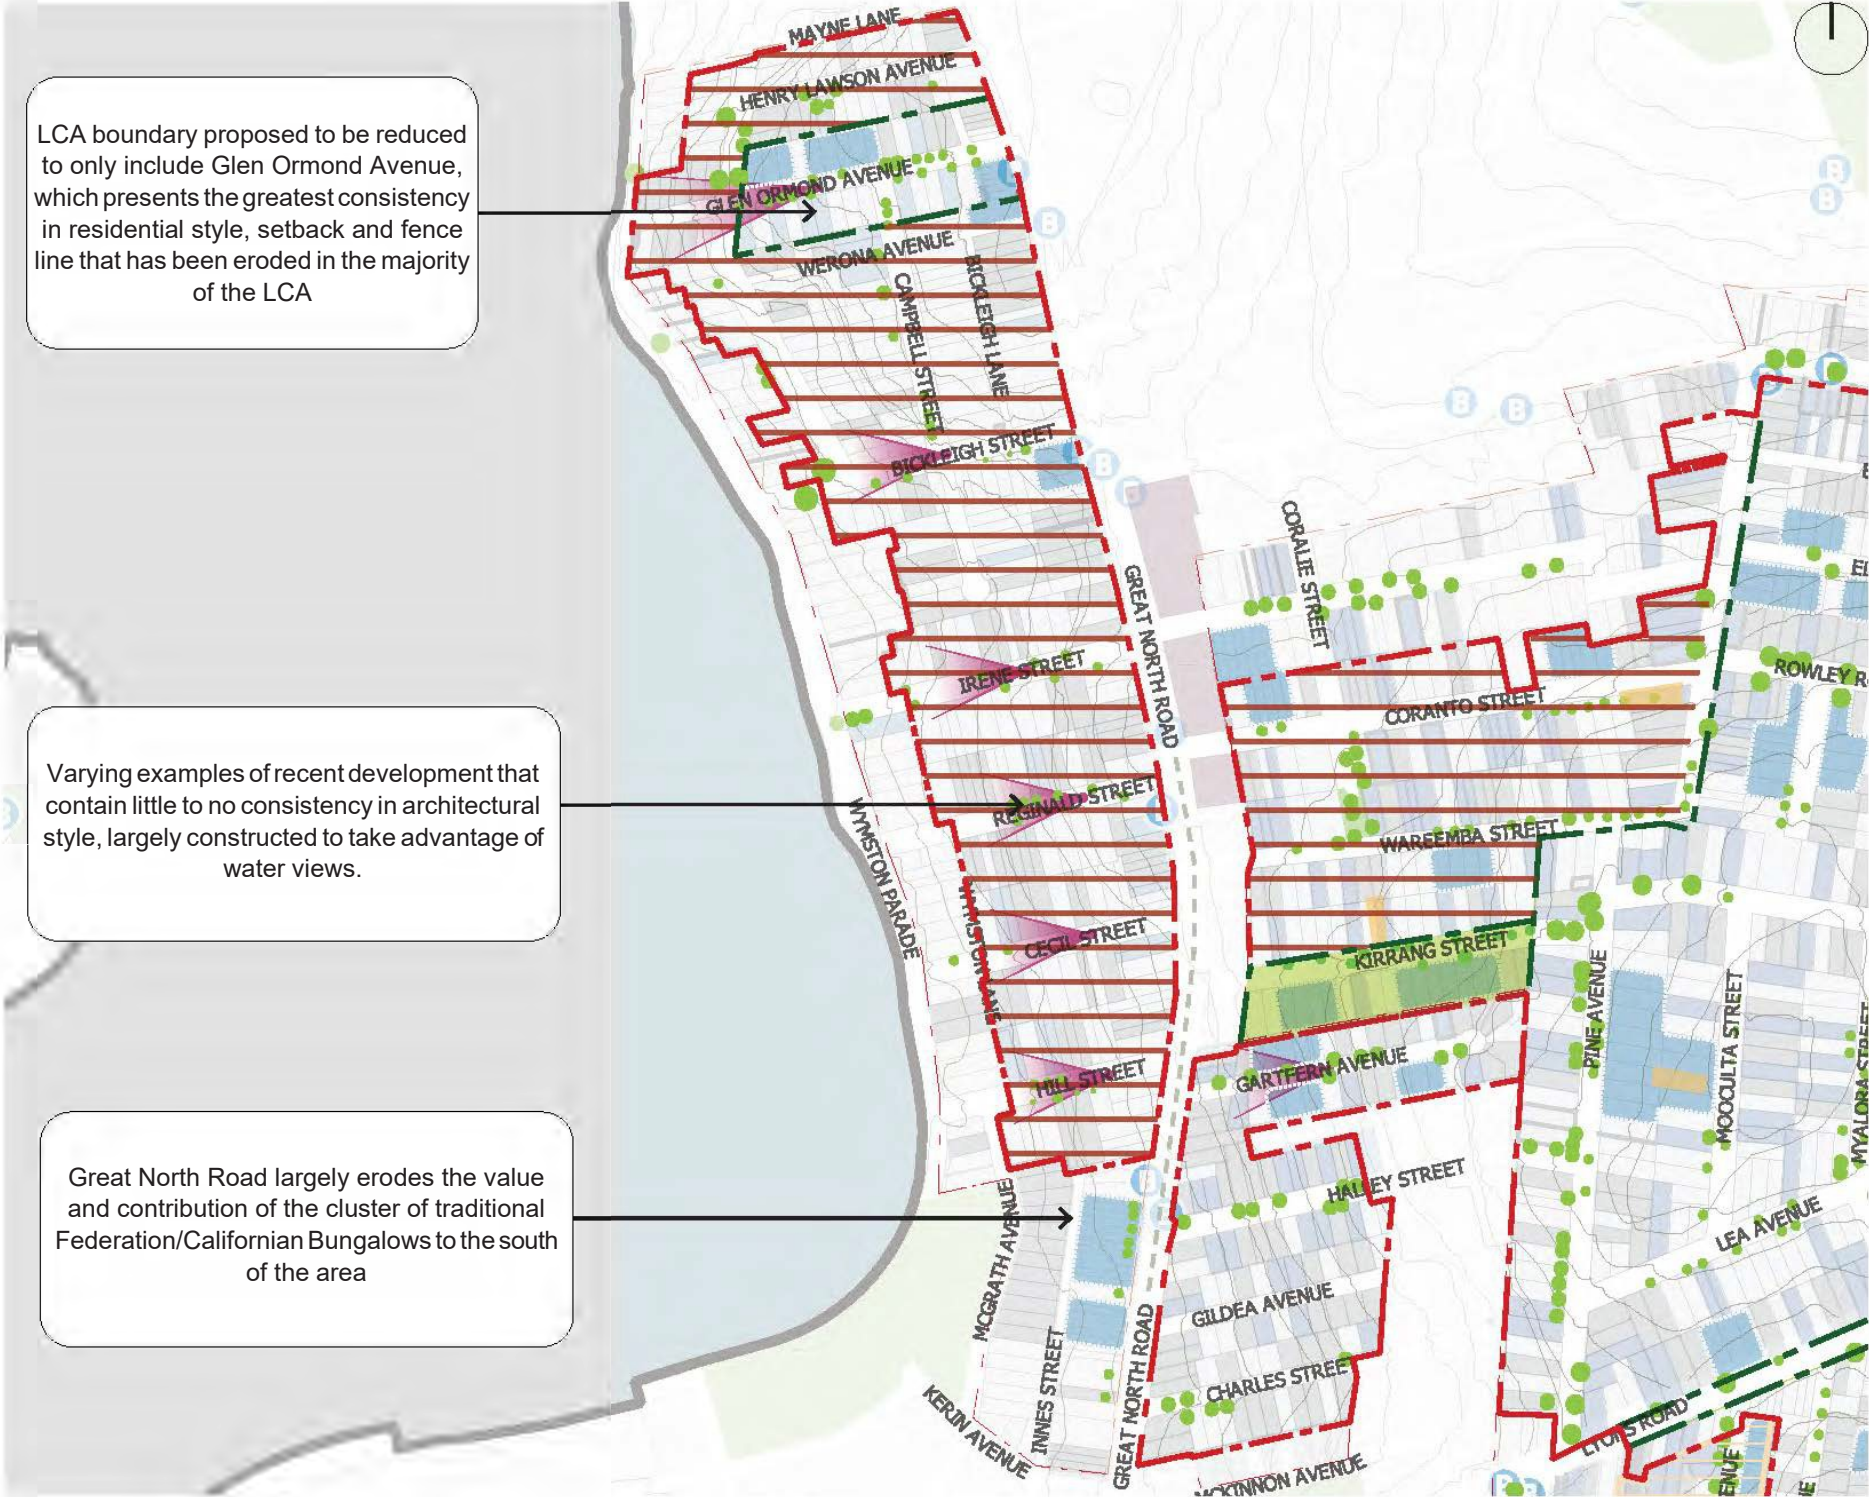 MAYNE LANE
HENRY LAWSON AVENUE
LCA boundary proposed to be reduced
to only include Glen Ormond Avenue,
which presents the greatest consistency
in residential style, setback and fence
line that has been eroded in the majority
of the LCA
GLEN ORMOND AVENUE
B
B
B
WERONA AVENUE
CAMPBELL STREET
BICKLEIGH LANE
BICKLEIGH STREET
B
B
B
B
CORALIE STREET
GREAT NORTH ROAD
IRENE STREET
ROWLEY R
CORANTO STREET
Varying examples of recent development that
contain little to no consistency in architectural
style, largely constructed to take advantage of
water views.
REGINALD STREET
WYMSTON PARADE
WAREEMBA STREET
WYMSTON LANE
CECIL STREET
KIRRANG STREET
PINE AVENUE
MOOCULTA STREET
MYALORA STREET
HILL STREET
GARTFERN AVENUE
Great North Road largely erodes the value
and contribution of the cluster of traditional
Federation/Californian Bungalows to the south
of the area
HALLEY STREET
LEA AVENUE
MCGRATH AVENUE
GILDEA AVENUE
INNES STREET
GREAT NORTH ROAD
CHARLES STREE
KERIN AVENUE
LYONS ROAD
MCKINNON AVENUE
ENUE